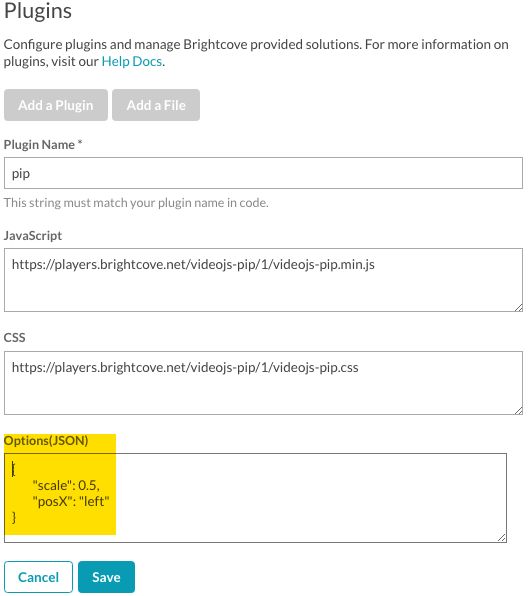 Plugins
Configure plugins and manage Brightcove provided solutions. For more information on
plugins, visit our Help Docs.
Add a Plugin Add a File
Plugin Name *
pip
This string must match your plugin name in code.
JavaScript
https://players.brightcove.net/videojs-pip/1/videojs-pip.min.js
CSS
https://players.brightcove.net/videojs-pip/1/videojs-pip.css
Options(JSON)
{
"scale": 0.5,
"posX": "left"
}
Cancel Save